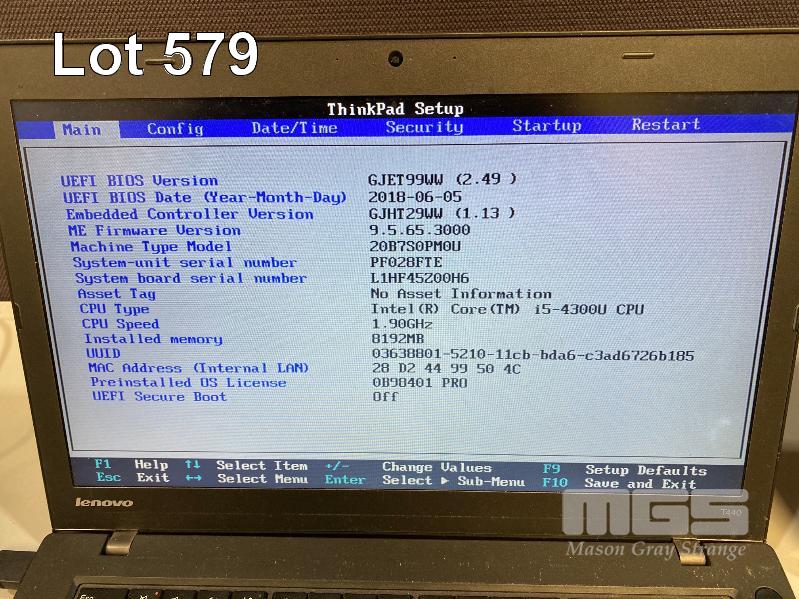 Lot 579
ThinkPad Setup
Main Config Date/Time Security Startup Restart
UEFI BIOS Version GJET99WW (2.49 )
UEFI BIOS Date (Year-Month-Day) 2018-06-05
Embedded Controller Version GJHT29WW (1.13 )
ME Firmware Version 9.5.65.3000
Machine Type Model 20B7S0PM0U
System-unit serial number PF028FTE
System board serial number L1HF45Z00H6
Asset Tag No Asset Information
CPU Type Intel(R) Core(TM) i5-4300U CPU
CPU Speed 1.90GHz
Installed memory 8192MB
UUID 03638801-5210-11cb-bda6-c3ad6726b185
MAC Address (Internal LAN) 28 D2 44 99 50 4C
Preinstalled OS License 0B98401 PRO
UEFI Secure Boot Off
F1 Help ↑↓ Select Item +/- Change Values F9 Setup Defaults
Esc Exit ←→ Select Menu Enter Select ▶ Sub-Menu F10 Save and Exit
lenovo
T440
MGS
Mason Gray Strange
Esc